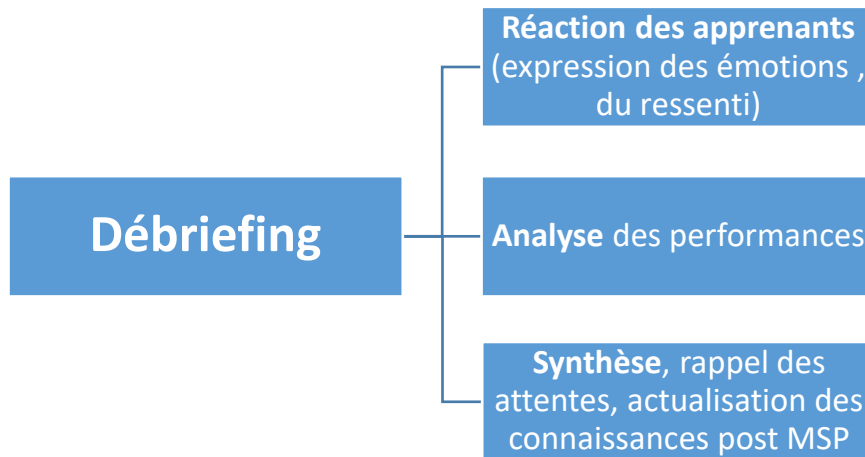 Débriefing
Réaction des apprenants
(expression des émotions ,
du ressenti)
Analyse des performances
Synthèse, rappel des
attentes, actualisation des
connaissances post MSP